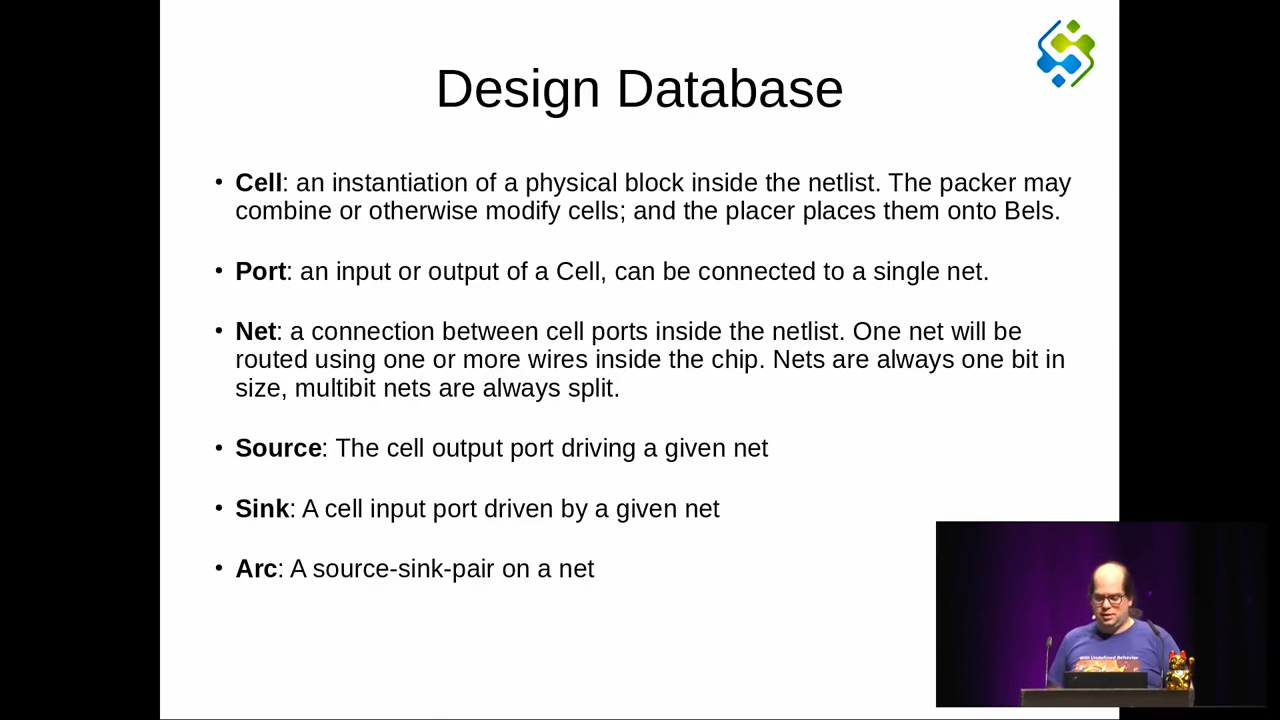 Design Database
• Cell: an instantiation of a physical block inside the netlist. The packer may
combine or otherwise modify cells; and the placer places them onto Bels.
• Port: an input or output of a Cell, can be connected to a single net.
• Net: a connection between cell ports inside the netlist. One net will be
routed using one or more wires inside the chip. Nets are always one bit in
size, multibit nets are always split.
• Source: The cell output port driving a given net
• Sink: A cell input port driven by a given net
• Arc: A source-sink-pair on a net
With Undefined Behavior